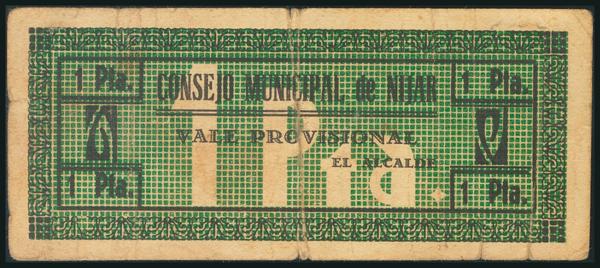 1 Pta. 1 Pta.
CONSEJO MUNICIPAL de NIJAR
VALE PROVISIONAL
EL ALCALDE
1 Pta.
1 Pta. 1 Pta.